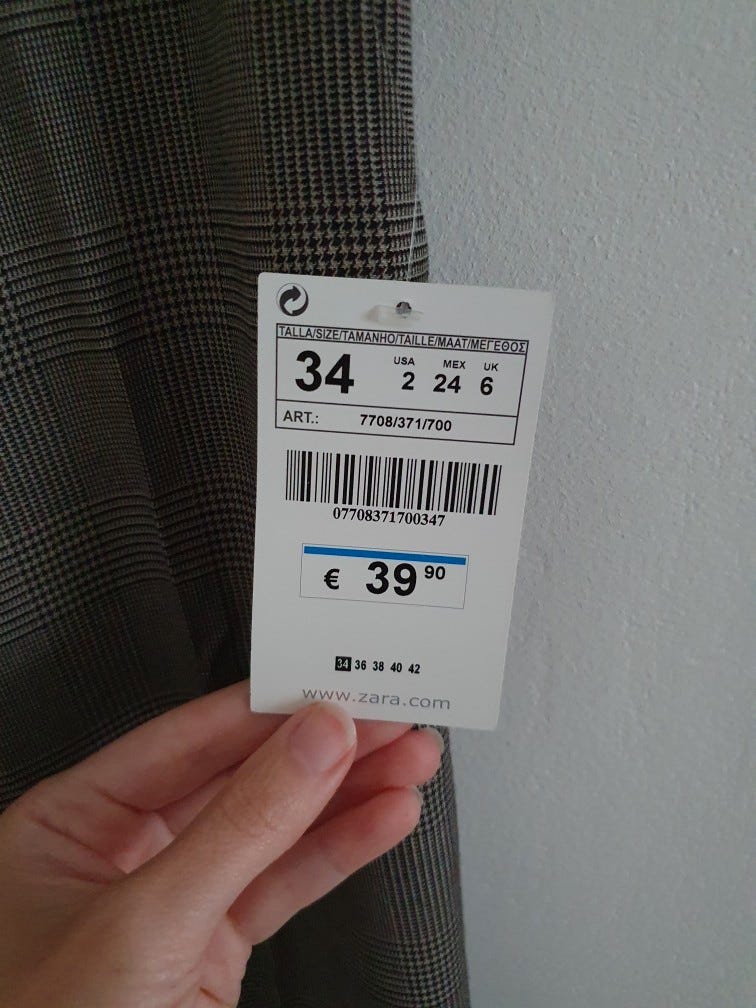 TALLA/SIZE/TAMANHO/TAILLE/MAAT/ΜΕΓΕΘΟΣ
USA MEX UK
34 2 24 6
ART.: 7708/371/700
07708371700347
€ 39 90
34 36 38 40 42
www.zara.com